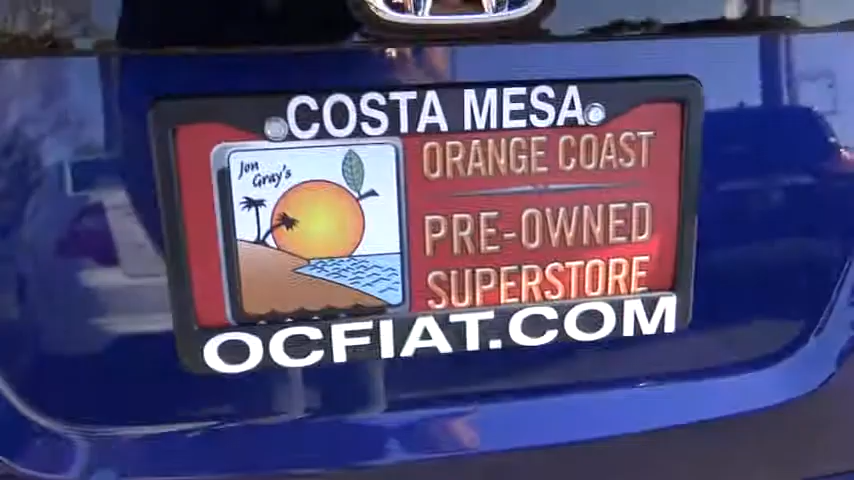 COSTA MESA
Jon
Gray's
ORANGE COAST
PRE-OWNED
SUPERSTORE
OCFIAT.COM